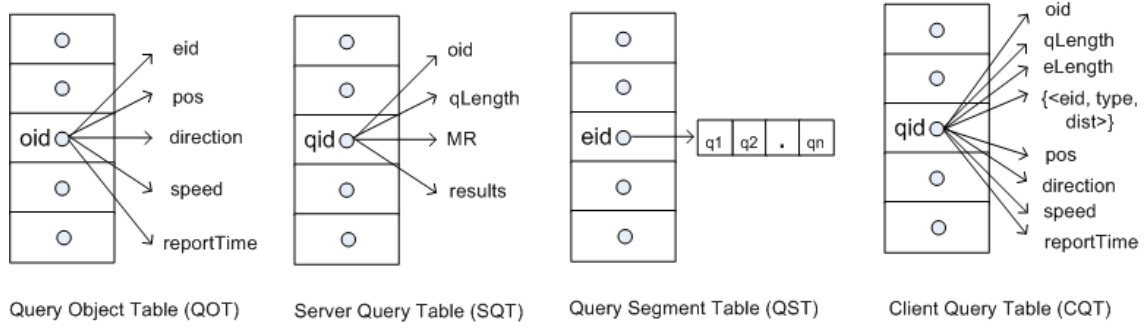 oid
eid
pos
direction
speed
reportTime
Query Object Table (QOT)
qid
oid
qLength
MR
results
Server Query Table (SQT)
eid
q1 q2 . qn
Query Segment Table (QST)
qid
oid
qLength
eLength
{<eid, type,
dist>}
pos
direction
speed
reportTime
Client Query Table (CQT)